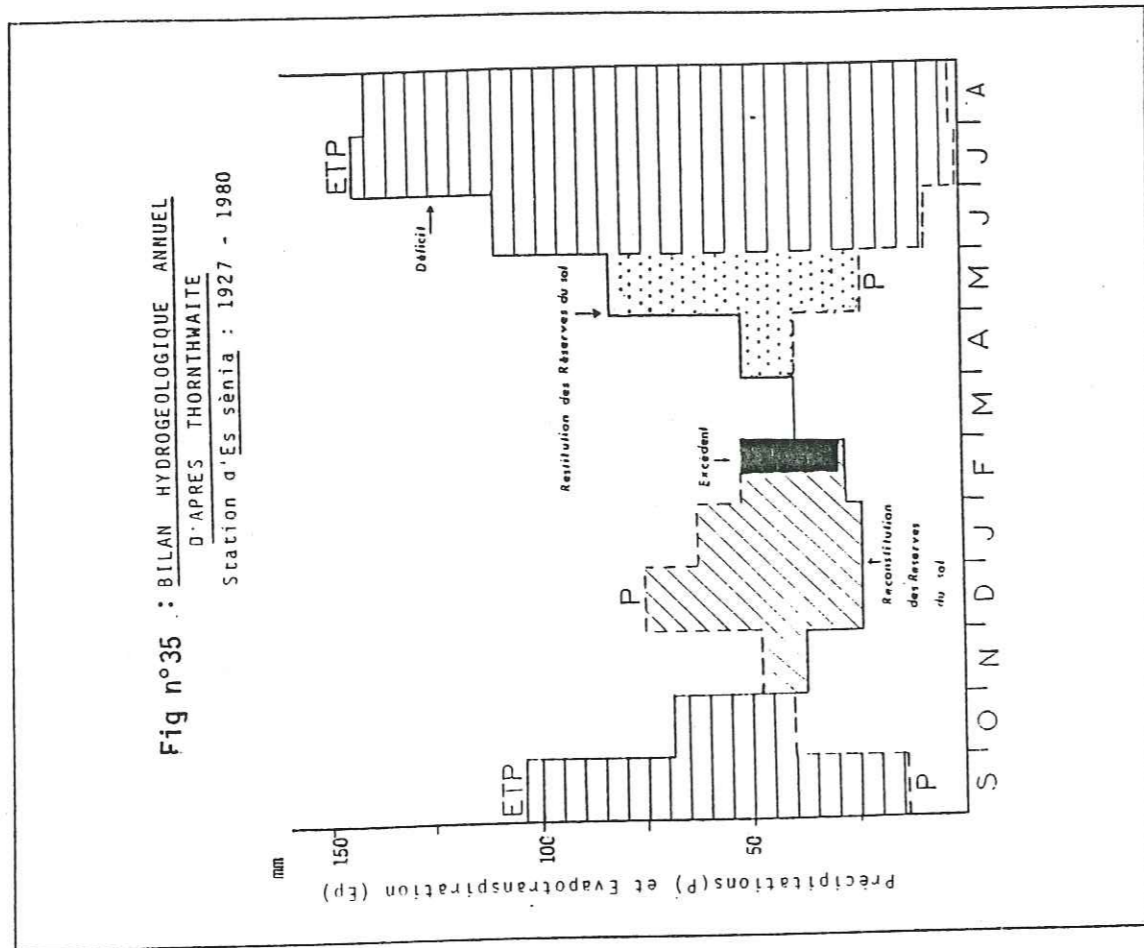 Fig n°35 : BILAN HYDROGEOLOGIQUE ANNUEL
D'APRES THORNTHWAITE
Station d'Es sènia : 1927 - 1980
mm
150
100
50
Précipitations(P) et Evapotranspiration (Ep)
ETP
P
P
Excédent
Reconstitution
des Reserves
du sol
Restitution des Réserves du sol
P
Déficit
ETP
S O N D J F M A M J J A